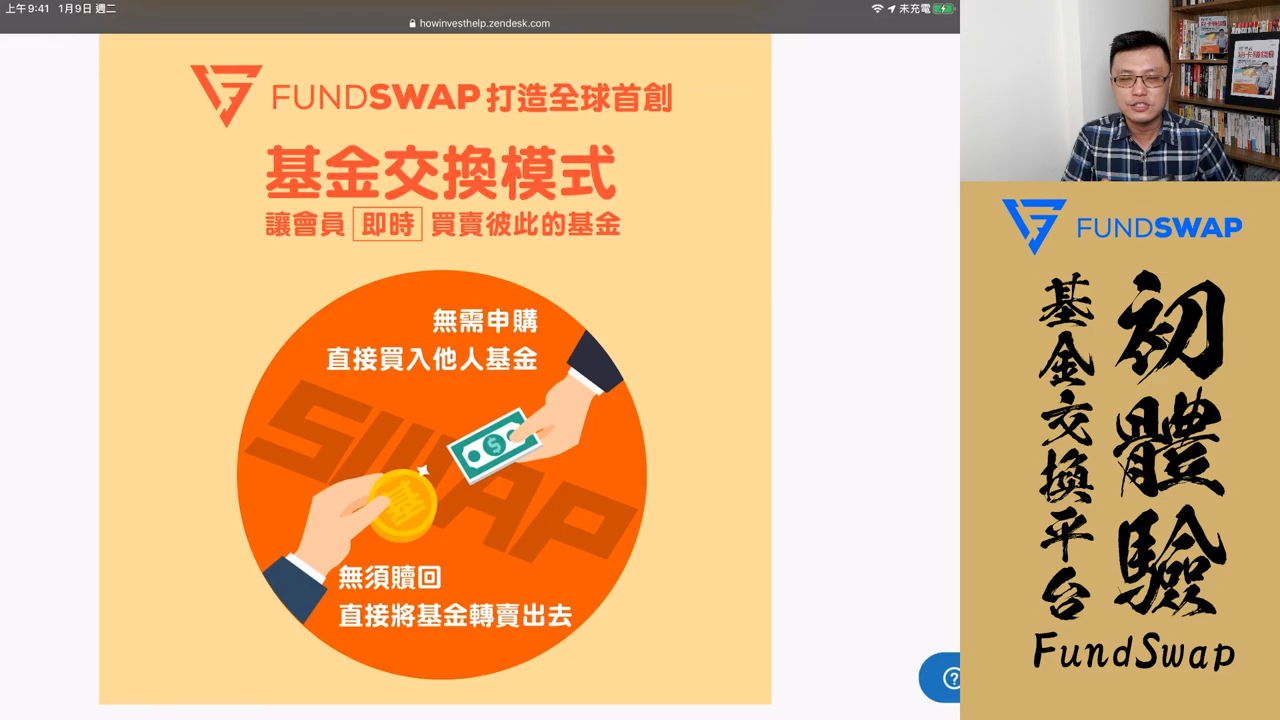 上午9:41 1月9日 週二
howinvesthelp.zendesk.com
未充電
FUNDSWAP 打造全球首創
基金交換模式
讓會員 即時 買賣彼此的基金
無需申購
直接買入他人基金
SWAP
基
無須贖回
直接將基金轉賣出去
FUNDSWAP
初體驗
基金交換平台
FundSwap